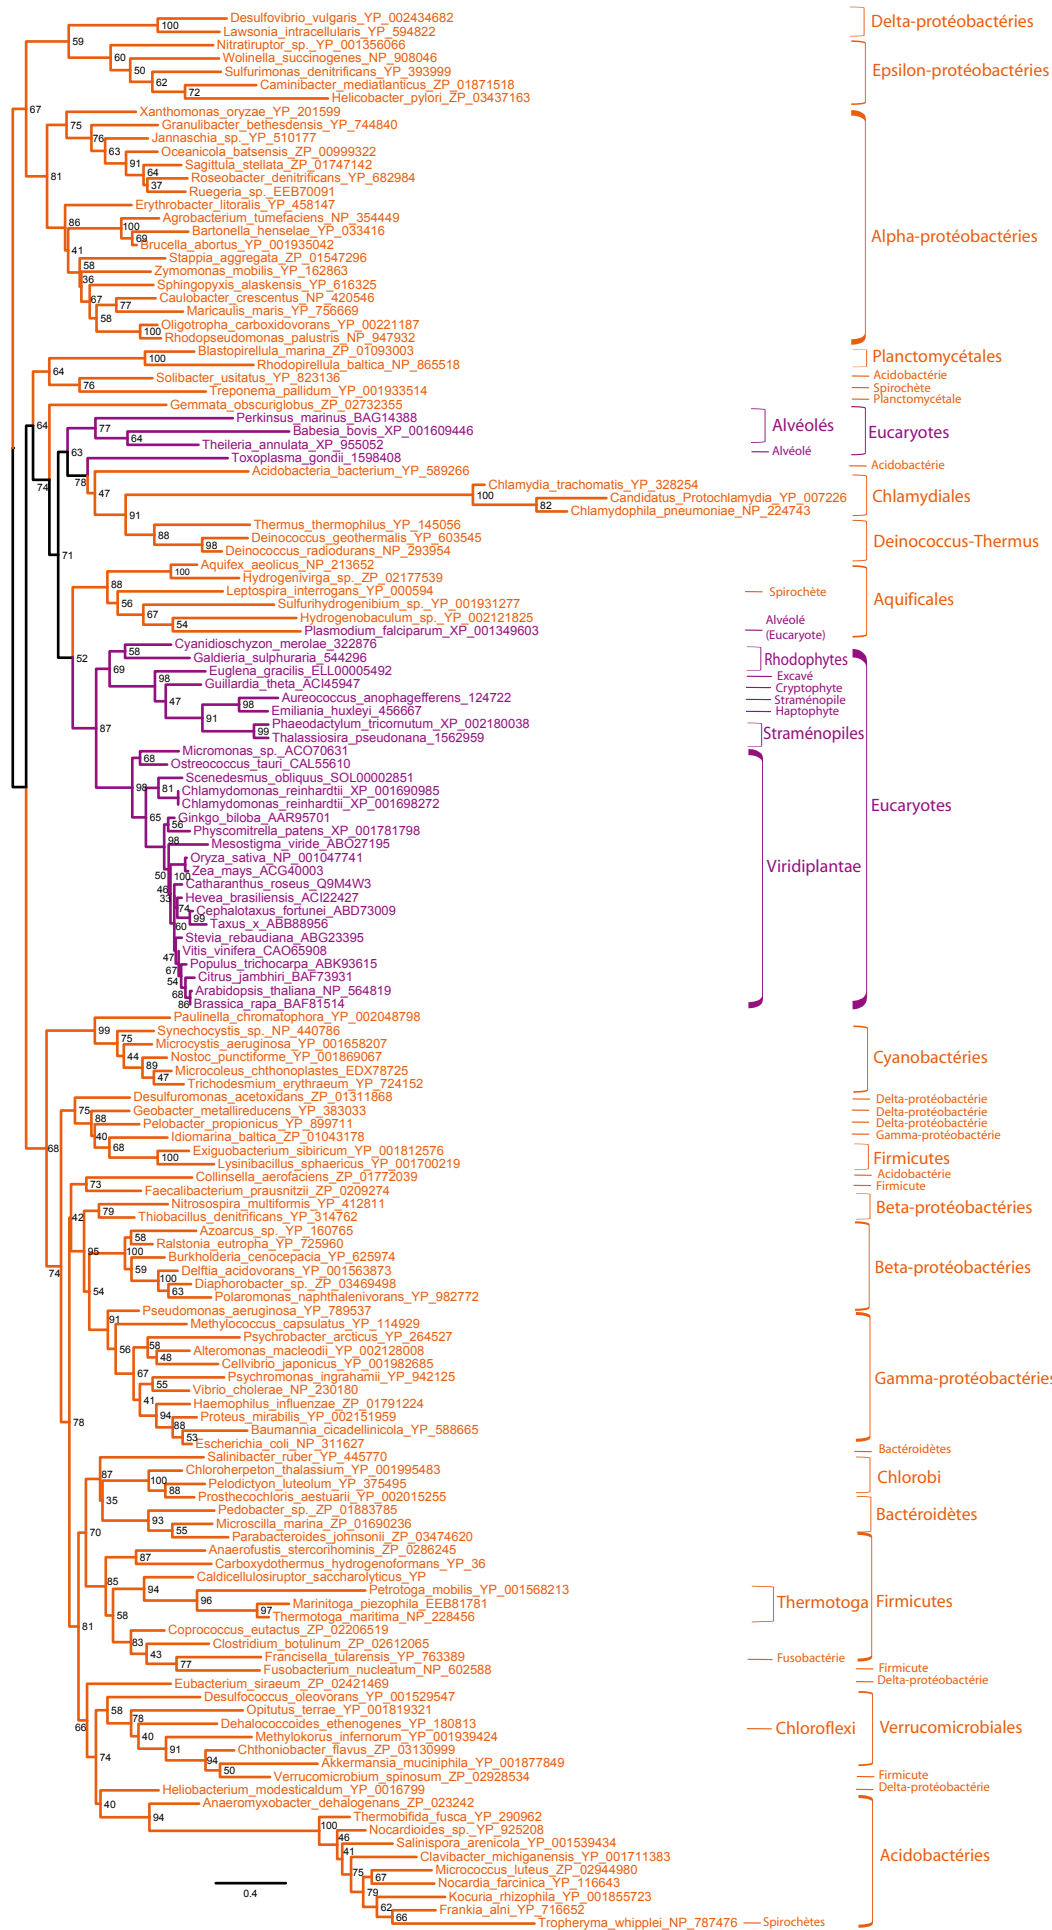 Desulfovibrio_vulgaris_YP_002434682
100
Delta-protéobactéries
Lawsonia_intracellularis_YP_594822
59
Nitratiruptor_sp._YP_001356066
60
Wolinella_succinogenes_NP_908046
50
Sulfurimonas_denitrificans_YP_393999
Epsilon-protéobactéries
62
Caminibacter_mediatlanticus_ZP_01871518
72
Helicobacter_pylori_ZP_03437163
67
Xanthomonas_oryzae_YP_201599
75
Granulibacter_bethesdensis_YP_744840
76
Jannaschia_sp._YP_510177
63
Oceanicola_batsensis_ZP_00999322
91
Sagittula_stellata_ZP_01747142
64
Roseobacter_denitrificans_YP_682984
37
Ruegeria_sp._EEB70091
81
Erythrobacter_litoralis_YP_458147
86
Agrobacterium_tumefaciens_NP_354449
100
Bartonella_henselae_YP_033416
69
Alpha-protéobactéries
Brucella_abortus_YP_001935042
41
Stappia_aggregata_ZP_01547296
58
Zymomonas_mobilis_YP_162863
36
Sphingopyxis_alaskensis_YP_616325
67
Caulobacter_crescentus_NP_420546
77
Maricaulis_maris_YP_756669
58
Oligotropha_carboxidovorans_YP_00221187
100
Rhodopseudomonas_palustris_NP_947932
Blastopirellula_marina_ZP_01093003
100
Planctomycétales
Rhodopirellula_baltica_NP_865518
64
Solibacter_usitatus_YP_823136
Acidobactérie
76
Treponema_pallidum_YP_001933514
Spirochète
Gemmata_obscuriglobus_ZP_02732355
Planctomycétale
64
Perkinsus_marinus_BAG14388
77
Alvéolés
Babesia_bovis_XP_001609446
64
Eucaryotes
Theileria_annulata_XP_955052
63
Alvéolé
Toxoplasma_gondii_1598408
78
Acidobacteria_bacterium_YP_589266
Acidobactérie
74
47
Chlamydia_trachomatis_YP_328254
100
Candidatus_Protochlamydia_YP_007226
Chlamydiales
82
Chlamydophila_pneumoniae_NP_224743
91
Thermus_thermophilus_YP_145056
88
Deinococcus_geothermalis_YP_603545
Deinococcus-Thermus
98
Deinococcus_radiodurans_NP_293954
71
Aquifex_aeolicus_NP_213652
100
Hydrogenivirga_sp._ZP_02177539
88
Leptospira_interrogans_YP_000594
Spirochète
56
Sulfurihydrogenibium_sp._YP_001931277
Aquificales
67
Hydrogenobaculum_sp._YP_002121825
54
Alvéolé
(Eucaryote)
Plasmodium_falciparum_XP_001349603
Cyanidioschyzon_merolae_322876
58
52
Galdieria_sulphuraria_544296
Rhodophytes
69
Euglena_gracilis_ELL00005492
Excavé
98
Guillardia_theta_ACI45947
Cryptophyte
47
Aureococcus_anophagefferens_124722
Straménopile
98
Emiliania_huxleyi_456667
Haptophyte
91
Phaeodactylum_tricornutum_XP_002180038
99
Straménopiles
Thalassiosira_pseudonana_1562959
87
Micromonas_sp._ACO70631
68
Ostreococcus_tauri_CAL55610
98
Scenedesmus_obliquus_SOL00002851
81
Chlamydomonas_reinhardtii_XP_001690985
Chlamydomonas_reinhardtii_XP_001698272
Eucaryotes
65
Ginkgo_biloba_AAR95701
56
Physcomitrella_patens_XP_001781798
98
Mesostigma_viride_ABO27195
Oryza_sativa_NP_001047741
Viridiplantae
50
100
Zea_mays_ACG40003
46
Catharanthus_roseus_Q9M4W3
33
Hevea_brasiliensis_ACI22427
74
Cephalotaxus_fortunei_ABD73009
99
60
Taxus_x_ABB88956
Stevia_rebaudiana_ABG23395
47
Vitis_vinifera_CAO65908
67
Populus_trichocarpa_ABK93615
54
Citrus_jambhiri_BAF73931
68
Arabidopsis_thaliana_NP_564819
86
Brassica_rapa_BAF81514
Paulinella_chromatophora_YP_002048798
99
Synechocystis_sp._NP_440786
75
Microcystis_aeruginosa_YP_001658207
44
Nostoc_punctiforme_YP_001869067
Cyanobactéries
89
Microcoleus_chthonoplastes_EDX78725
47
Trichodesmium_erythraeum_YP_724152
Desulfuromonas_acetoxidans_ZP_01311868
Delta-protéobactérie
75
Geobacter_metallireducens_YP_383033
Delta-protéobactérie
88
Pelobacter_propionicus_YP_899711
Delta-protéobactérie
40
Idiomarina_baltica_ZP_01043178
Gamma-protéobactérie
68
68
Exiguobacterium_sibiricum_YP_001812576
100
Firmicutes
Lysinibacillus_sphaericus_YP_001700219
Collinsella_aerofaciens_ZP_01772039
Acidobactérie
73
Faecalibacterium_prausnitzii_ZP_0209274
Firmicute
42
Nitrosospira_multiformis_YP_412811
79
Beta-protéobactéries
Thiobacillus_denitrificans_YP_314762
95
Azoarcus_sp._YP_160765
58
Ralstonia_eutropha_YP_725960
100
Burkholderia_cenocepacia_YP_625974
59
Delftia_acidovorans_YP_001563873
Beta-protéobactéries
74
100
Diaphorobacter_sp._ZP_03469498
63
Polaromonas_naphthalenivorans_YP_982772
54
Pseudomonas_aeruginosa_YP_789537
91
Methylococcus_capsulatus_YP_114929
56
Psychrobacter_arcticus_YP_264527
58
Alteromonas_macleodii_YP_002128008
48
Cellvibrio_japonicus_YP_001982685
67
Psychromonas_ingrahamii_YP_942125
Gamma-protéobactéries
55
Vibrio_cholerae_NP_230180
41
Haemophilus_influenzae_ZP_01791224
94
Proteus_mirabilis_YP_002151959
78
88
Baumannia_cicadellinicola_YP_588665
53
Escherichia_coli_NP_311627
Salinibacter_ruber_YP_445770
Bactéroidètes
87
Chloroherpeton_thalassium_YP_001995483
100
Pelodictyon_luteolum_YP_375495
Chlorobi
88
Prosthecochloris_aestuarii_YP_002015255
35
Pedobacter_sp._ZP_01883785
93
Microscilla_marina_ZP_01690236
Bactéroidètes
55
Parabacteroides_johnsonii_ZP_03474620
70
Anaerofustis_stercorihominis_ZP_0286245
87
Carboxydothermus_hydrogenoformans_YP_36
85
Caldicellulosiruptor_saccharolyticus_YP
94
Petrotoga_mobilis_YP_001568213
96
Marinitoga_piezophila_EEB81781
97
Thermotoga
Firmicutes
Thermotoga_maritima_NP_228456
58
81
Coprococcus_eutactus_ZP_02206519
83
Clostridium_botulinum_ZP_02612065
43
Francisella_tularensis_YP_763389
Fusobactérie
77
Fusobacterium_nucleatum_NP_602588
Firmicute
Eubacterium_siraeum_ZP_02421469
Delta-protéobactérie
Desulfococcus_oleovorans_YP_001529547
58
Opitutus_terrae_YP_001819321
66
78
Dehalococcoides_ethenogenes_YP_180813
Chloroflexi
Verrucomicrobiales
40
Methylokorus_infernorum_YP_001939424
91
Chthoniobacter_flavus_ZP_03130999
74
94
Akkermansia_muciniphila_YP_001877849
50
Verrucomicrobium_spinosum_ZP_02928534
Firmicute
Heliobacterium_modesticaldum_YP_0016799
Delta-protéobactérie
40
Anaeromyxobacter_dehalogenans_ZP_023242
94
Thermobifida_fusca_YP_290962
100
Nocardioides_sp._YP_925208
46
Salinispora_arenicola_YP_001539434
41
Clavibacter_michiganensis_YP_001711383
Acidobactéries
75
Micrococcus_luteus_ZP_02944980
67
Nocardia_farcinica_YP_116643
79
0.4
Kocuria_rhizophila_YP_001855723
62
Frankia_alni_YP_716652
66
Tropheryma_whipplei_NP_787476
Spirochètes